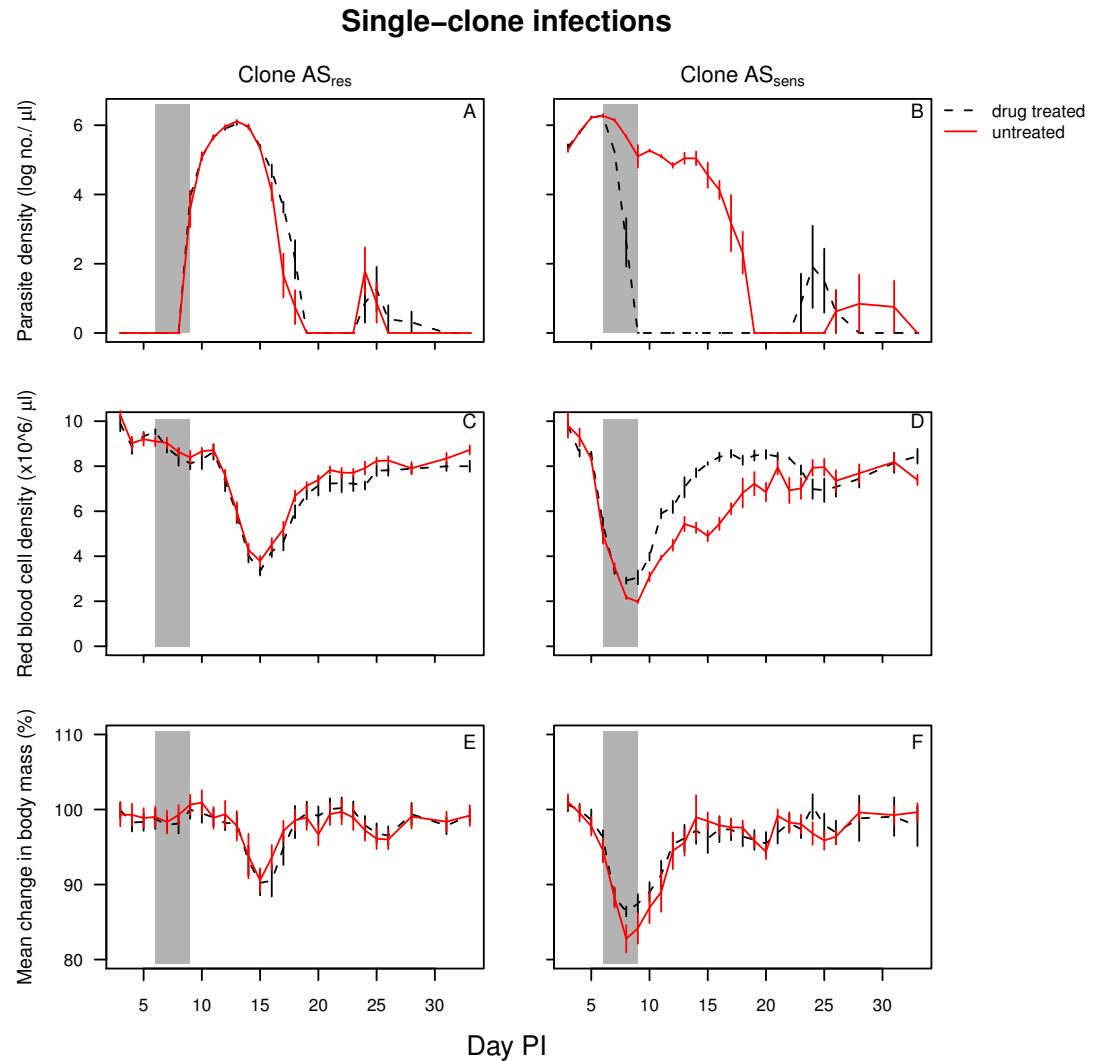 Single−clone infections
Clone ASres
Clone ASsens
drug treated
untreated
Parasite density (log no./ µl)
0
2
4
6
A
B
Red blood cell density (x10^6/ µl)
0
2
4
6
8
10
C
D
Mean change in body mass (%)
80
90
100
110
E
F
5 10 15 20 25 30
5 10 15 20 25 30
Day PI